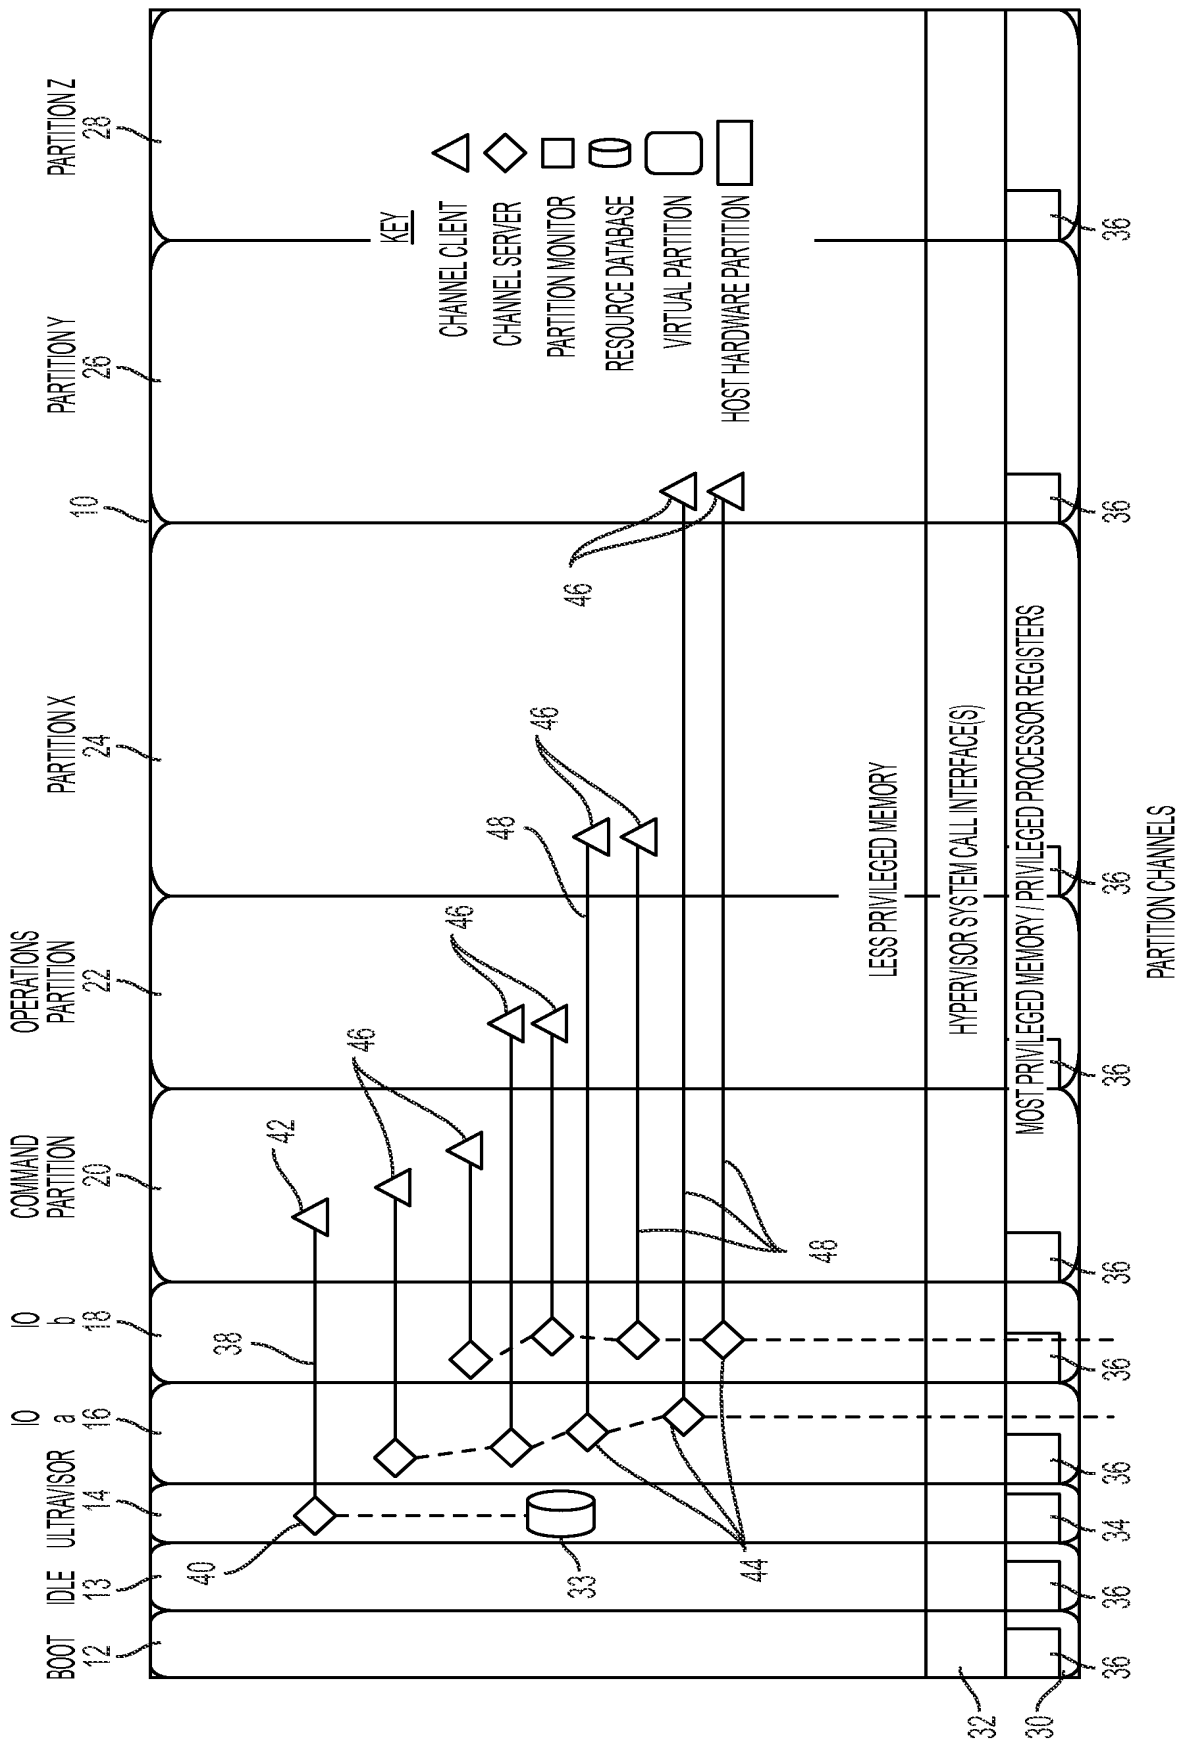 BOOT
12
IDLE
13
ULTRAVISOR
14
IO
a
16
IO
b
18
COMMAND
PARTITION
20
OPERATIONS
PARTITION
22
PARTITION X
24
10
PARTITION Y
26
PARTITION Z
28
40
38
42
46
46
48
46
46
33
44
48
KEY
CHANNEL CLIENT
CHANNEL SERVER
PARTITION MONITOR
RESOURCE DATABASE
VIRTUAL PARTITION
HOST HARDWARE PARTITION
LESS PRIVILEGED MEMORY
32
HYPERVISOR SYSTEM CALL INTERFACE(S)
30
MOST PRIVILEGED MEMORY / PRIVILEGED PROCESSOR REGISTERS
36
36
34
36
36
36
36
36
36
36
PARTITION CHANNELS